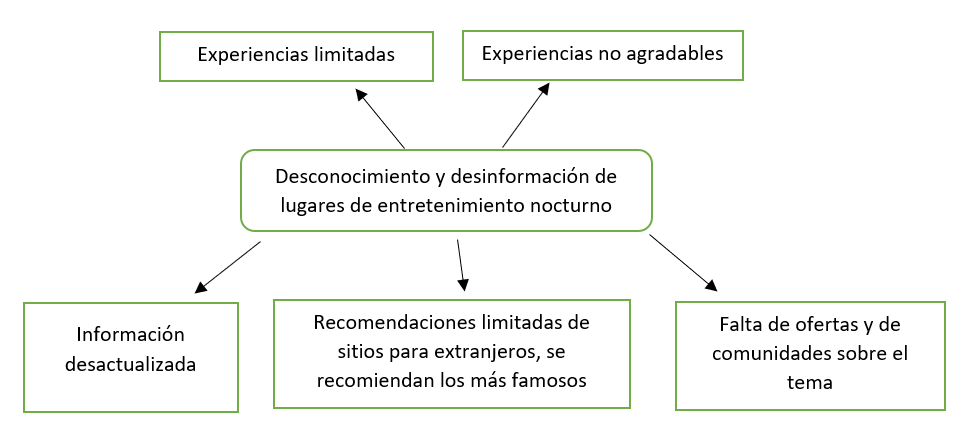 Experiencias limitadas
Experiencias no agradables
Desconocimiento y desinformación de
lugares de entretenimiento nocturno
Información
desactualizada
Recomendaciones limitadas de
sitios para extranjeros, se
recomiendan los más famosos
Falta de ofertas y de
comunidades sobre el
tema